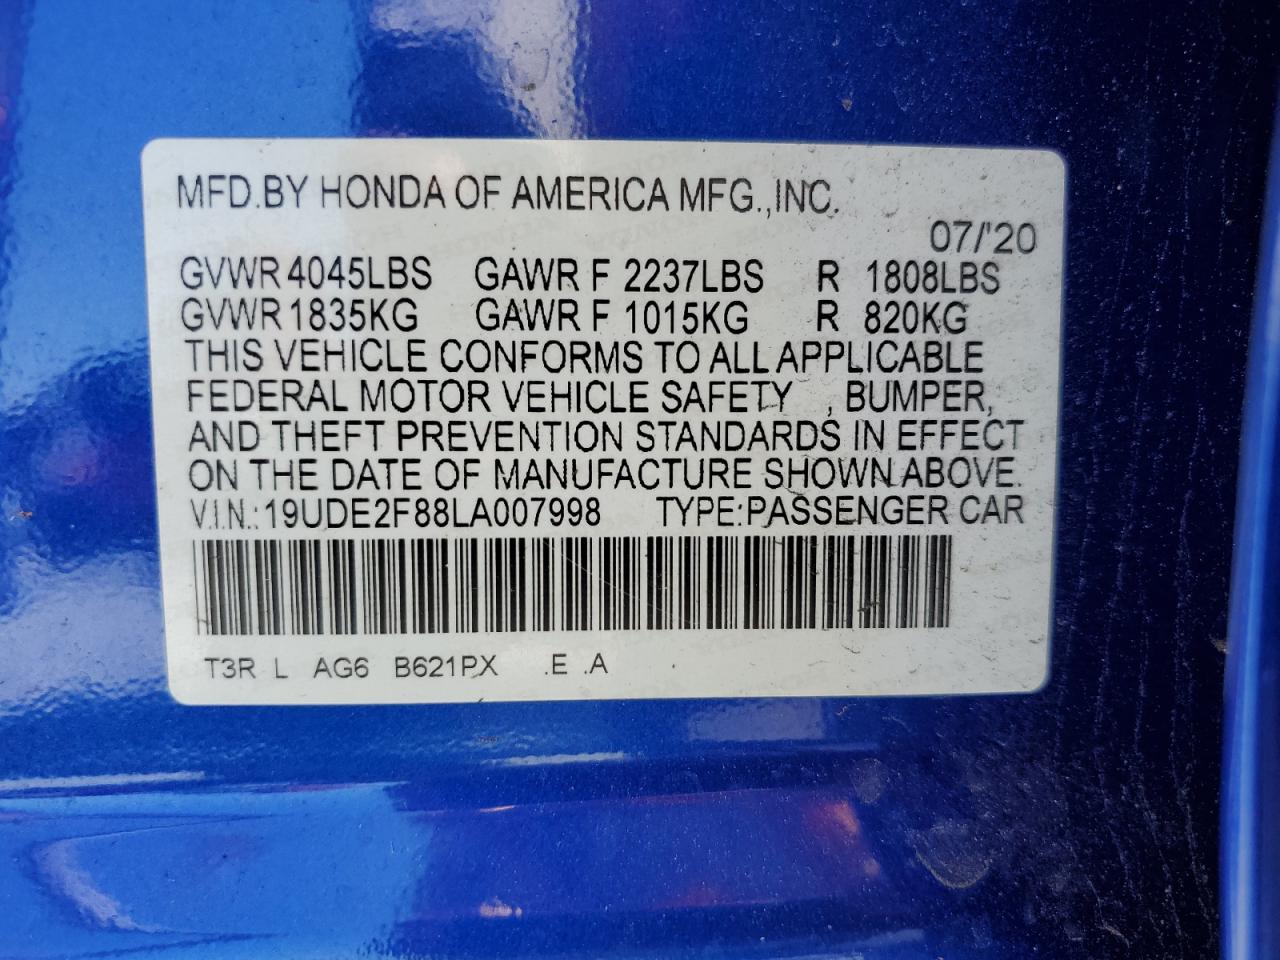 MFD.BY HONDA OF AMERICA MFG.,INC.
07/'20
GVWR 4045LBS GAWR F 2237LBS R 1808LBS
GVWR 1835KG GAWR F 1015KG R 820KG
THIS VEHICLE CONFORMS TO ALL APPLICABLE
FEDERAL MOTOR VEHICLE SAFETY , BUMPER,
AND THEFT PREVENTION STANDARDS IN EFFECT
ON THE DATE OF MANUFACTURE SHOWN ABOVE.
V.I.N.: 19UDE2F88LA007998 TYPE:PASSENGER CAR
T3R L AG6 B621PX .E .A